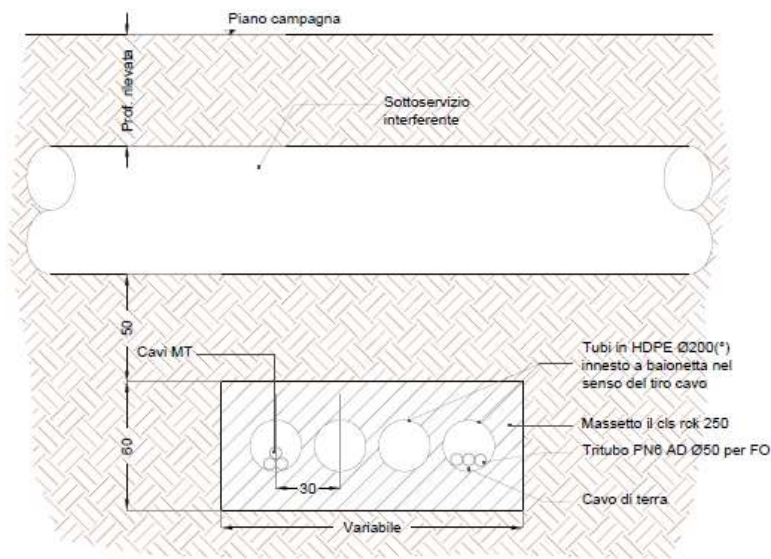 Piano campagna
Prof. rilevata
Sottoservizio
interferente
50
Cavi MT
Tubi in HDPE Ø200(*)
innesto a baionetta nel
senso del tiro cavo
60
Massetto il cls rck 250
Tritubo PN6 AD Ø50 per FO
30
Cavo di terra
Variabile